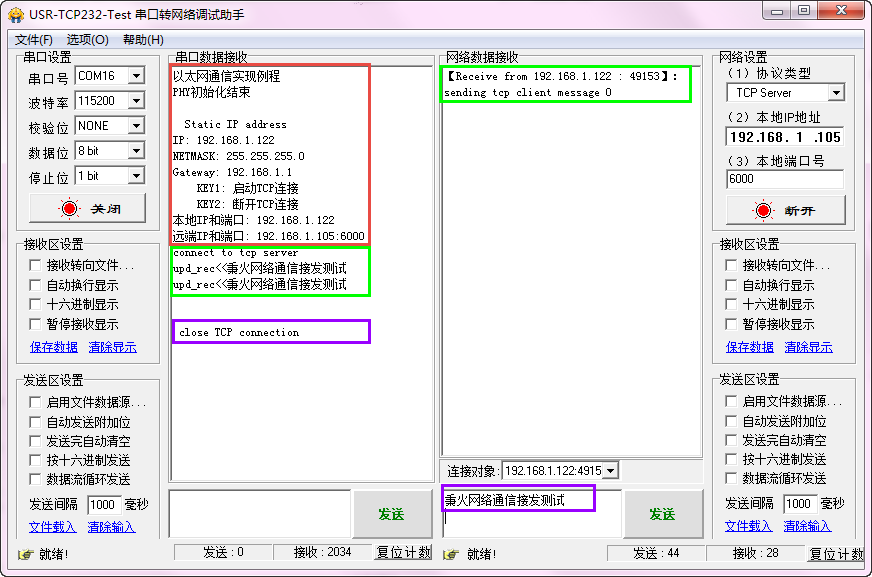 USR-TCP232-Test 串口转网络调试助手
文件(F) 选项(O) 帮助(H)
串口设置
串口号 COM16
波特率 115200
校验位 NONE
数据位 8 bit
停止位 1 bit
关闭
接收区设置
接收转向文件...
自动换行显示
十六进制显示
暂停接收显示
保存数据 清除显示
发送区设置
启用文件数据源...
自动发送附加位
发送完自动清空
按十六进制发送
数据流循环发送
发送间隔 1000 毫秒
文件载入 清除输入
就绪!
串口数据接收
以太网通信实现例程
PHY初始化结束
Static IP address
IP: 192.168.1.122
NETMASK: 255.255.255.0
Gateway: 192.168.1.1
KEY1: 启动TCP连接
KEY2: 断开TCP连接
本地IP和端口: 192.168.1.122
远端IP和端口: 192.168.1.105:6000
connect to tcp server
upd_rec<<秉火网络通信接发测试
upd_rec<<秉火网络通信接发测试
close TCP connection
发送
发送 : 0 接收 : 2034 复位计数
网络数据接收
【Receive from 192.168.1.122 : 49153】:
sending tcp client message 0
连接对象: 192.168.1.122:4915
秉火网络通信接发测试
发送
就绪!
发送 : 44 接收 : 28 复位计数
网络设置
(1) 协议类型
TCP Server
(2) 本地IP地址
192.168. 1 .105
(3) 本地端口号
6000
断开
接收区设置
接收转向文件...
自动换行显示
十六进制显示
暂停接收显示
保存数据 清除显示
发送区设置
启用文件数据源...
自动发送附加位
发送完自动清空
按十六进制发送
数据流循环发送
发送间隔 1000 毫秒
文件载入 清除输入